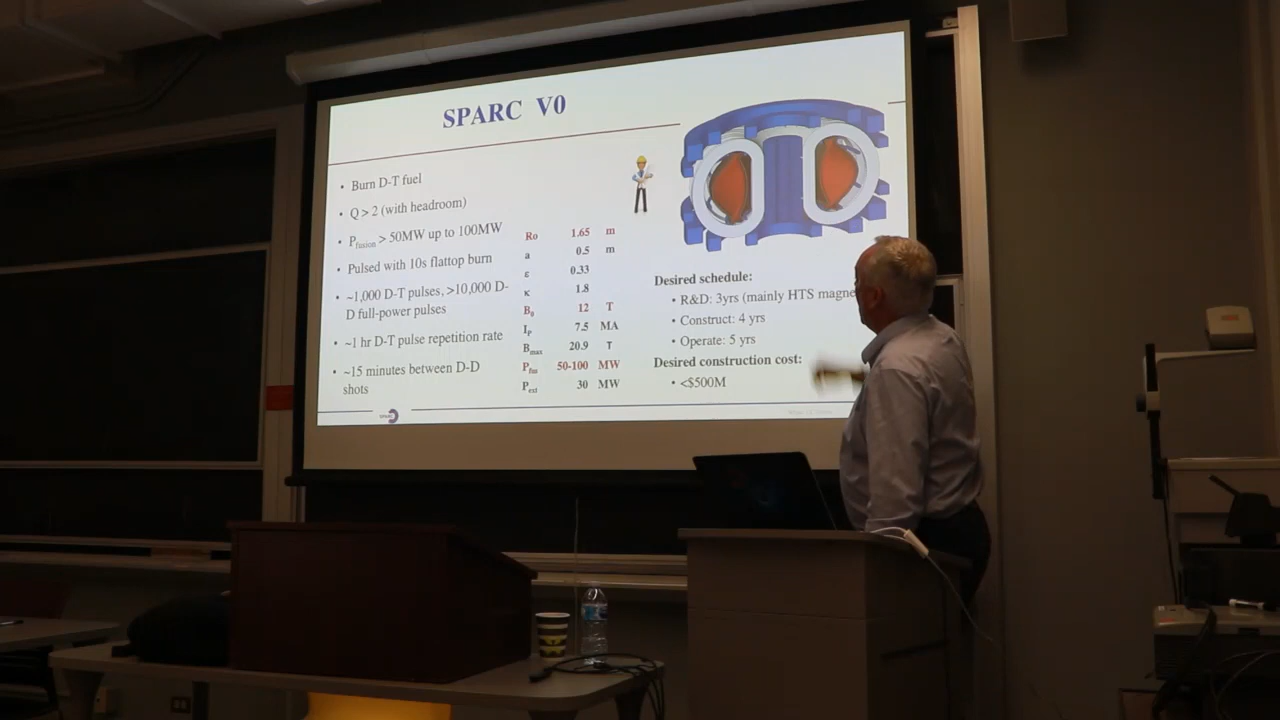 SPARC V0
• Burn D-T fuel
• Q > 2 (with headroom)
• Pfusion > 50MW up to 100MW
• Pulsed with 10s flattop burn
• ~1,000 D-T pulses, >10,000 D-
D full-power pulses
• ~1 hr D-T pulse repetition rate
• ~15 minutes between D-D
shots
Ro 1.65 m
a 0.5 m
ε 0.33
κ 1.8
B0 12 T
IP 7.5 MA
Bmax 20.9 T
Pfus 50-100 MW
Pext 30 MW
Desired schedule:
• R&D: 3yrs (mainly HTS magne
• Construct: 4 yrs
• Operate: 5 yrs
Desired construction cost:
• <$500M
SPARC